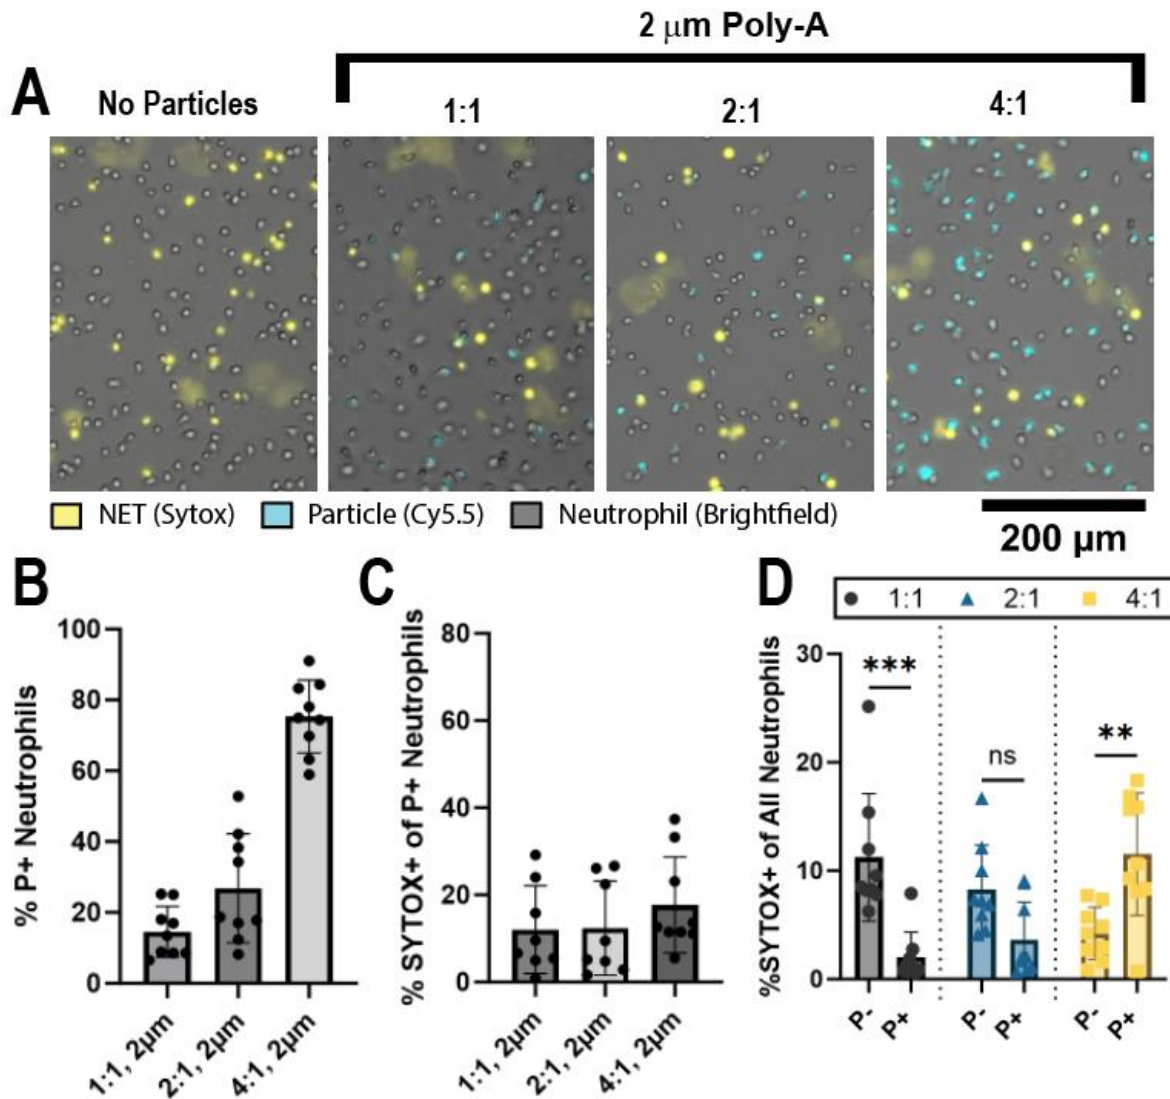 2 μm Poly-A
A
No Particles
1:1
2:1
4:1
NET (Sytox)
Particle (Cy5.5)
Neutrophil (Brightfield)
200 μm
B
% P+ Neutrophils
100
80
60
40
20
0
1:1, 2μm
2:1, 2μm
4:1, 2μm
C
% SYTOX+ of P+ Neutrophils
80
60
40
20
0
1:1, 2μm
2:1, 2μm
4:1, 2μm
D
1:1
2:1
4:1
%SYTOX+ of All Neutrophils
30
20
10
0
***
ns
**
P-
P+
P-
P+
P-
P+